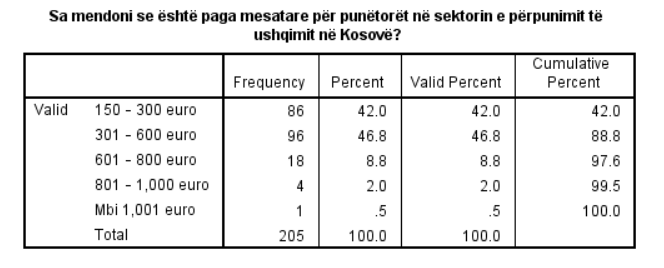 Sa mendoni se është paga mesatare për punëtorët në sektorin e përpunimit të
ushqimit në Kosovë?
Frequency Percent Valid Percent Cumulative Percent
Valid 150 - 300 euro 86 42.0 42.0 42.0
301 - 600 euro 96 46.8 46.8 88.8
601 - 800 euro 18 8.8 8.8 97.6
801 - 1,000 euro 4 2.0 2.0 99.5
Mbi 1,001 euro 1 .5 .5 100.0
Total 205 100.0 100.0